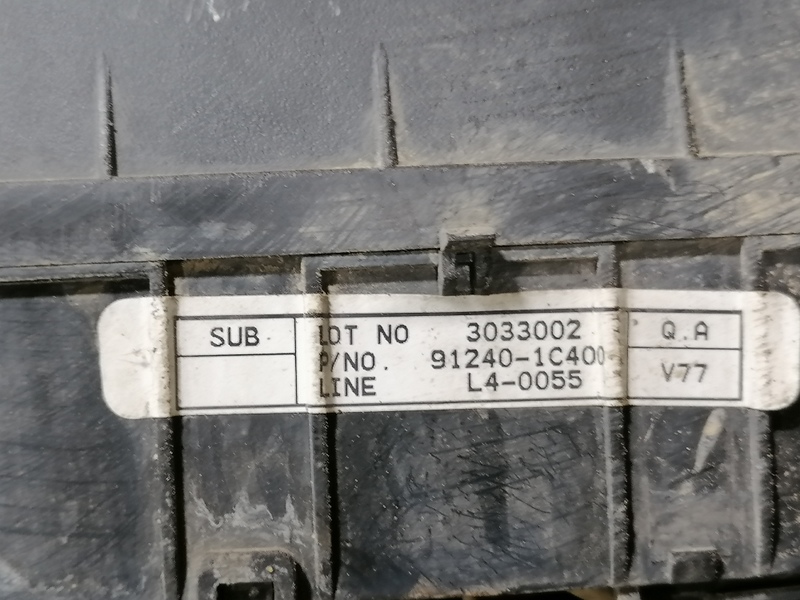 SUB LOT NO 3033002 Q.A
P/NO. 91240-1C400
LINE L4-0055 V77